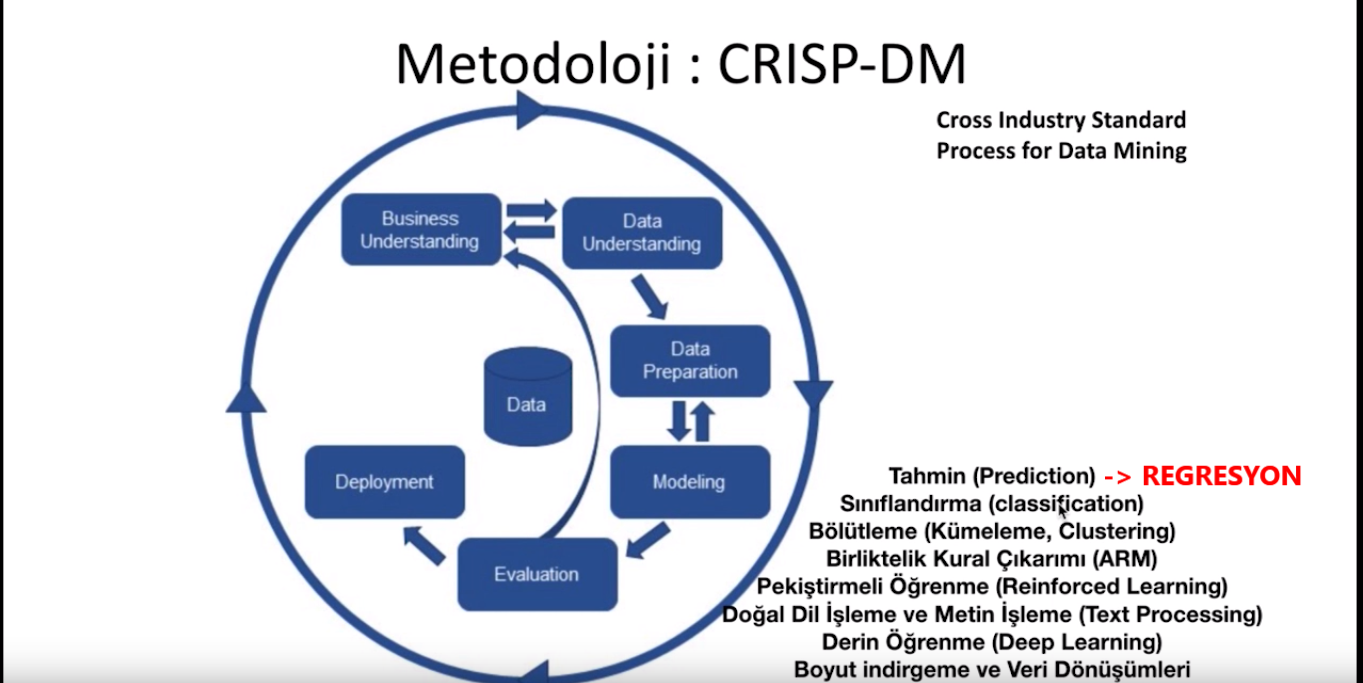 Metodoloji : CRISP-DM
Cross Industry Standard
Process for Data Mining
Business
Understanding
Data
Understanding
Data
Preparation
Data
Deployment
Modeling
Evaluation
Tahmin (Prediction) -> REGRESYON
Sınıflandırma (classification)
Bölütleme (Kümeleme, Clustering)
Birliktelik Kural Çıkarımı (ARM)
Pekiştirmeli Öğrenme (Reinforced Learning)
Doğal Dil İşleme ve Metin İşleme (Text Processing)
Derin Öğrenme (Deep Learning)
Boyut indirgeme ve Veri Dönüşümleri